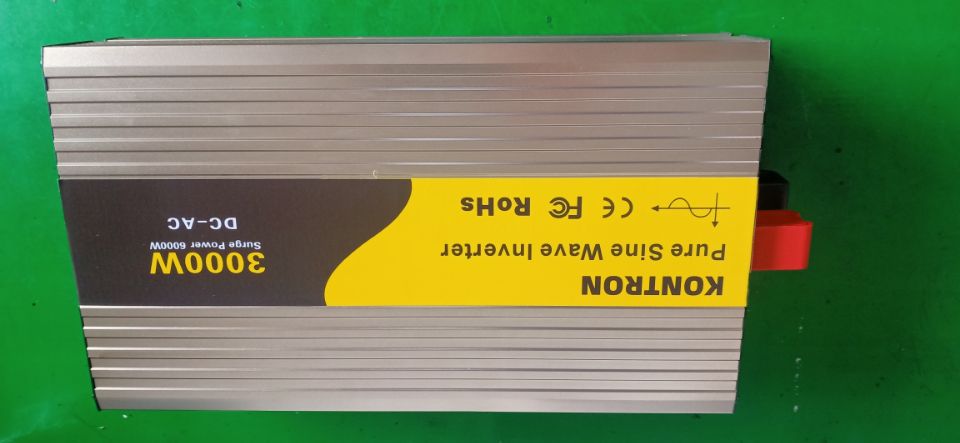 KONTRON
Pure Sine Wave Inverter
CE FC RoHs
3000W
Surge Power 6000W
DC-AC